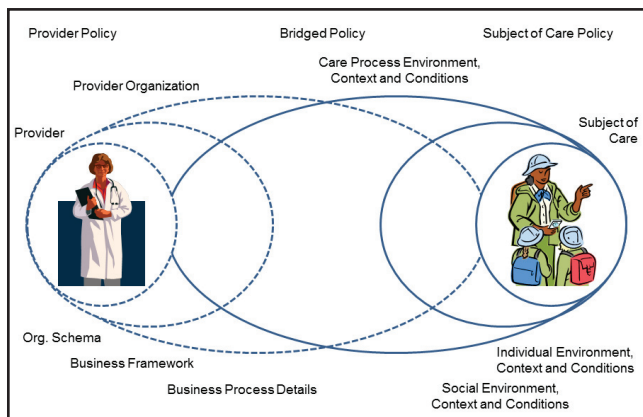 Provider Policy
Bridged Policy
Subject of Care Policy
Care Process Environment,
Context and Conditions
Provider Organization
Provider
Subject of
Care
Org. Schema
Business Framework
Business Process Details
Individual Environment,
Context and Conditions
Social Environment,
Context and Conditions